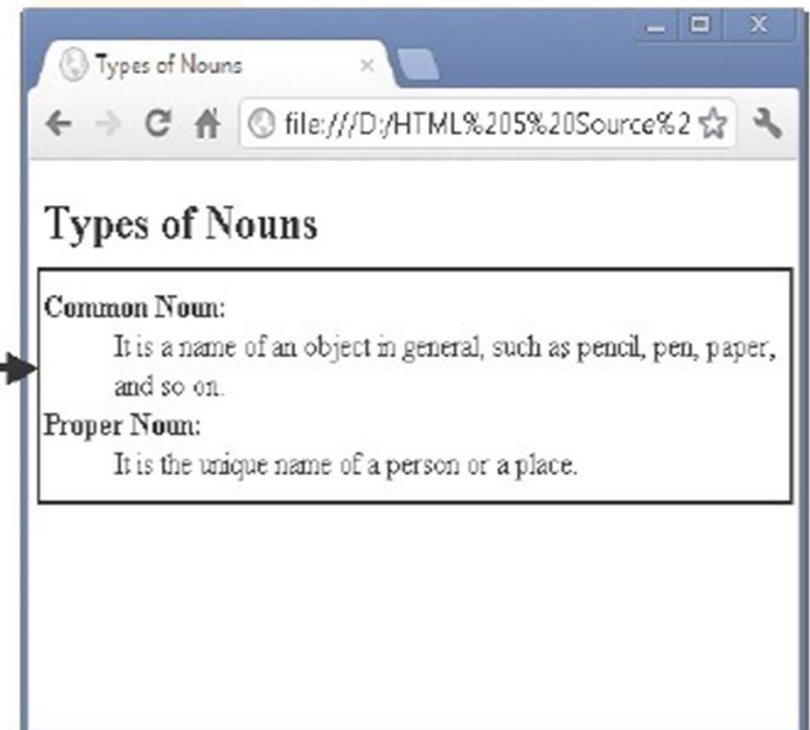 Types of Nouns
file:///D:/HTML%205%20Source%2
Types of Nouns
Common Noun:
It is a name of an object in general, such as pencil, pen, paper,
and so on.
Proper Noun:
It is the unique name of a person or a place.